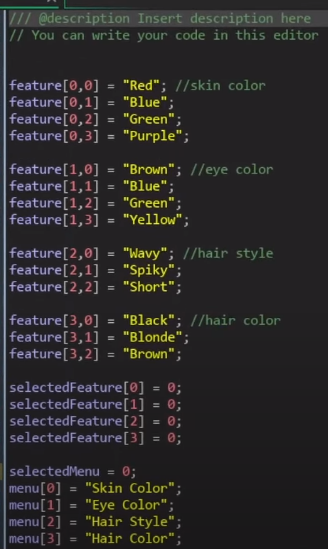 /// @description Insert description here
// You can write your code in this editor
feature[0,0] = "Red"; //skin color
feature[0,1] = "Blue";
feature[0,2] = "Green";
feature[0,3] = "Purple";
feature[1,0] = "Brown"; //eye color
feature[1,1] = "Blue";
feature[1,2] = "Green";
feature[1,3] = "Yellow";
feature[2,0] = "Wavy"; //hair style
feature[2,1] = "Spiky";
feature[2,2] = "Short";
feature[3,0] = "Black"; //hair color
feature[3,1] = "Blonde";
feature[3,2] = "Brown";
selectedFeature[0] = 0;
selectedFeature[1] = 0;
selectedFeature[2] = 0;
selectedFeature[3] = 0;
selectedMenu = 0;
menu[0] = "Skin Color";
menu[1] = "Eye Color";
menu[2] = "Hair Style";
menu[3] = "Hair Color";